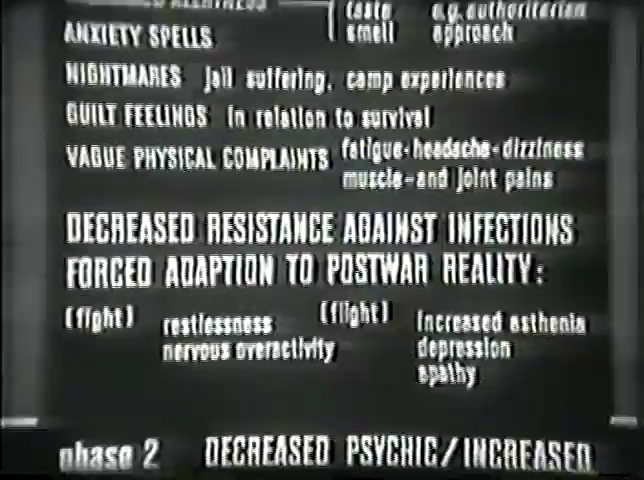 taste e.g. authoritarian
ANXIETY SPELLS smell approach
NIGHTMARES jail suffering, camp experiences
GUILT FEELINGS in relation to survival
VAGUE PHYSICAL COMPLAINTS fatigue-headache-dizziness
muscle-and joint pains
DECREASED RESISTANCE AGAINST INFECTIONS
FORCED ADAPTION TO POSTWAR REALITY:
(fight) restlessness (flight) increased asthenia
nervous overactivity depression
apathy
phase 2 DECREASED PSYCHIC/INCREASED